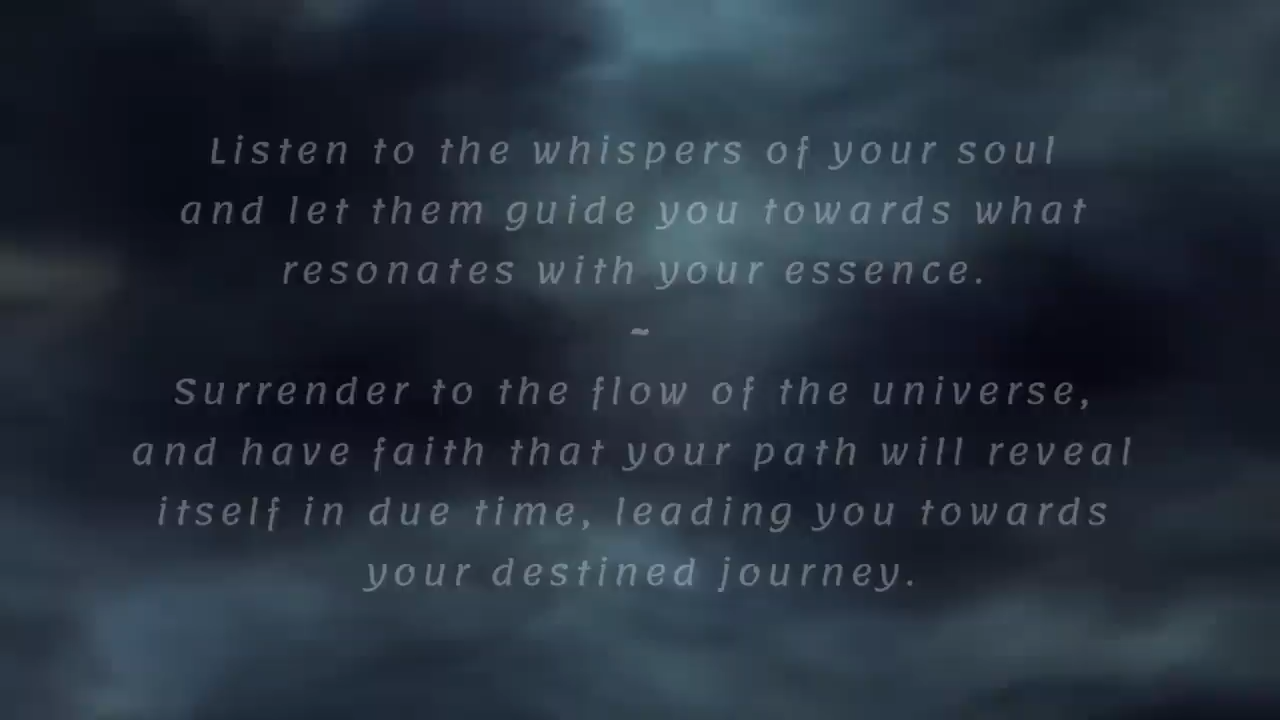 Listen to the whispers of your soul
and let them guide you towards what
resonates with your essence.
~
Surrender to the flow of the universe,
and have faith that your path will reveal
itself in due time, leading you towards
your destined journey.